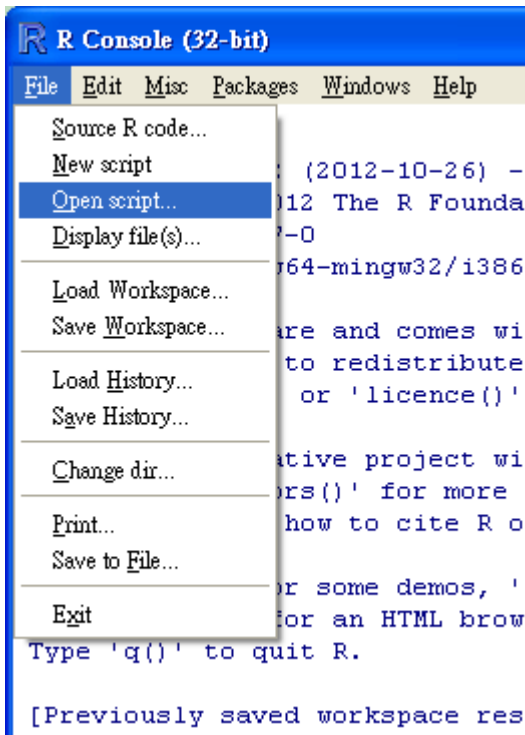 R R Console (32-bit)
File Edit Misc Packages Windows Help
Source R code...
New script
(2012-10-26) -
Open script...
12 The R Founda
Display file(s)...
-0
64-mingw32/i386
Load Workspace...
Save Workspace...
are and comes wi
to redistribute
Load History...
or 'licence()'
Save History...
ative project wi
Change dir...
ors()' for more
Print...
how to cite R o
Save to File...
or some demos, '
Exit
for an HTML brow
Type 'q()' to quit R.
[Previously saved workspace res